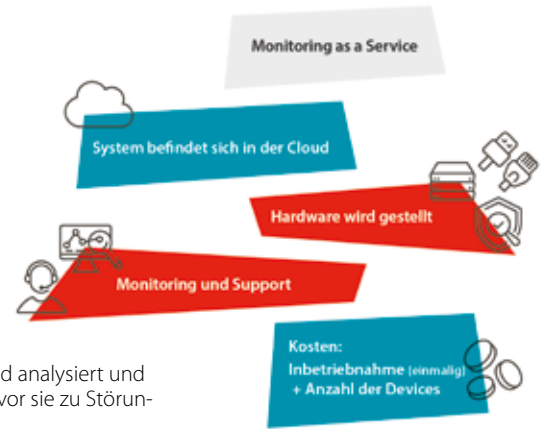 Monitoring as a Service
System befindet sich in der Cloud
Hardware wird gestellt
Monitoring und Support
Kosten:
Inbetriebnahme (einmalig)
+ Anzahl der Devices
d analysiert und
vor sie zu Störun-